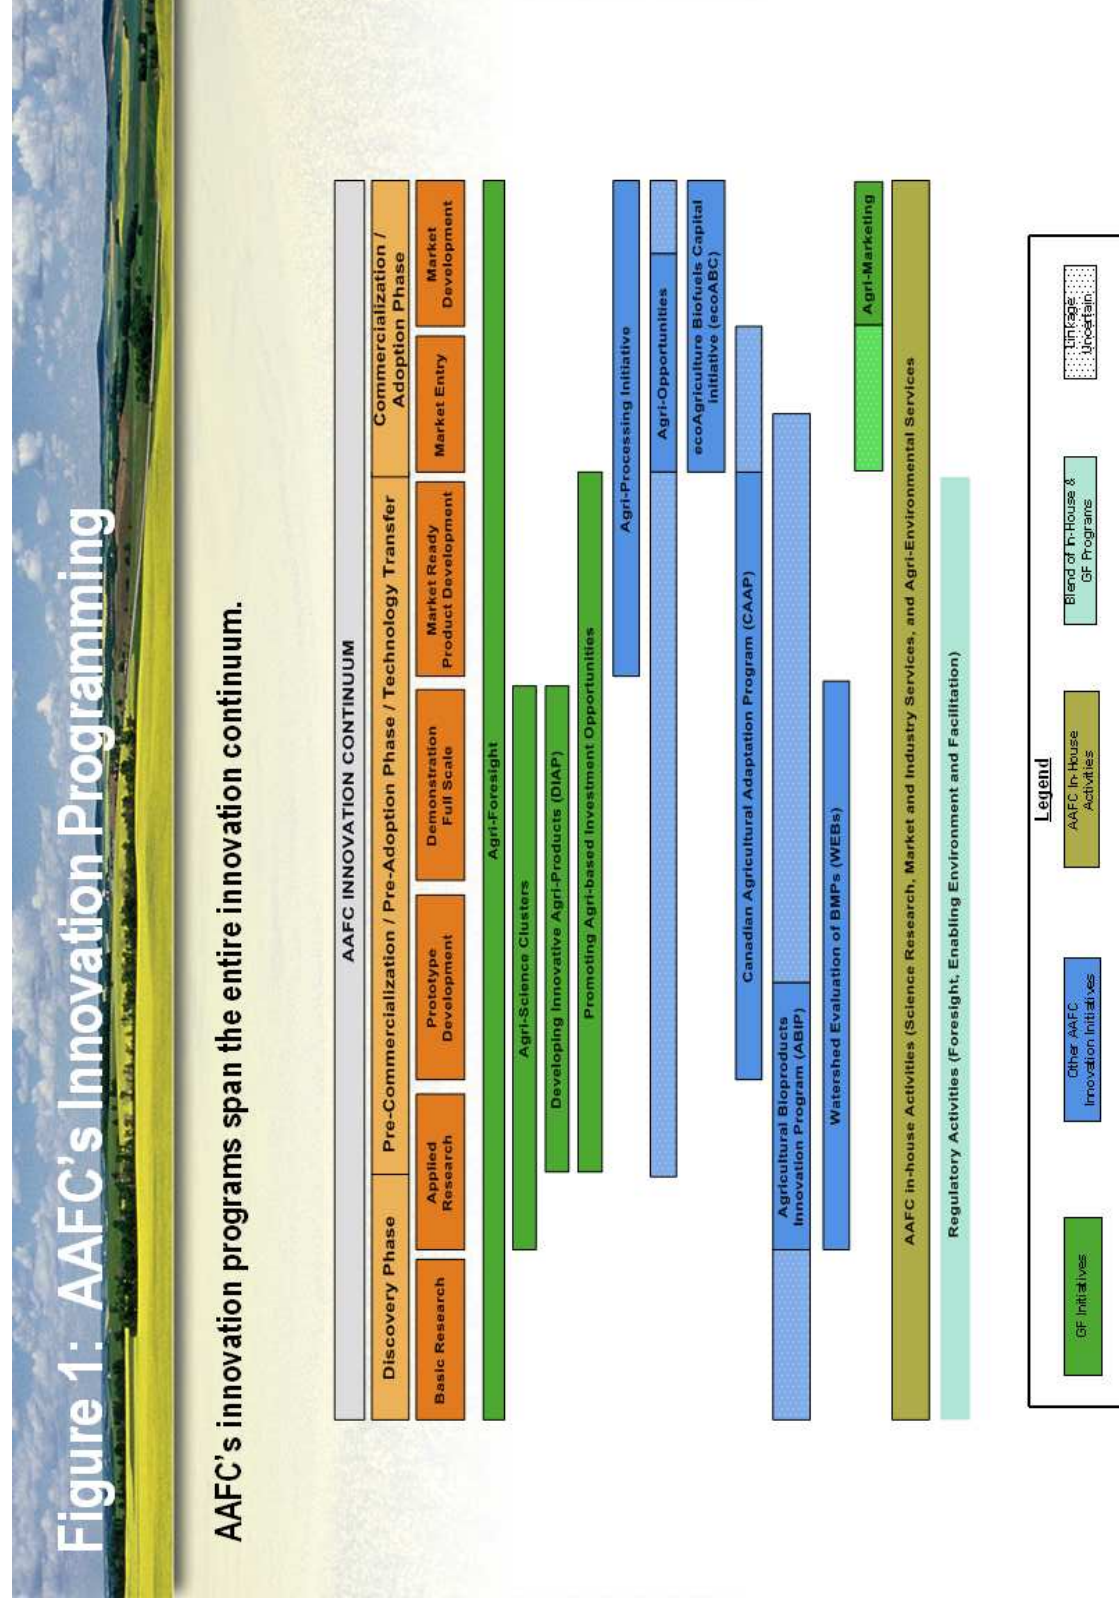 Figure 1: AAFC's Innovation Programming
AAFC's innovation programs span the entire innovation continuum.
AAFC INNOVATION CONTINUUM
Discovery Phase
Pre-Commercialization / Pre-Adoption Phase / Technology Transfer
Commercialization /
Adoption Phase
Basic Research
Applied
Research
Prototype
Development
Demonstration
Full Scale
Market Ready
Product Development
Market Entry
Market
Development
Agri-Foresight
Agri-Science Clusters
Developing Innovative Agri-Products (DIAP)
Promoting Agri-based Investment Opportunities
Agri-Processing Initiative
Agri-Opportunities
ecoAgriculture Biofuels Capital
initiative (ecoABC)
Canadian Agricultural Adaptation Program (CAAP)
Agricultural Bioproducts
Innovation Program (ABIP)
Watershed Evaluation of BMPs (WEBs)
Agri-Marketing
AAFC in-house Activities (Science Research, Market and Industry Services, and Agri-Environmental Services
Regulatory Activities (Foresight, Enabling Environment and Facilitation)
Legend
GF Initiatives
Other AAFC
Innovation Initiatives
AAFC In-House
Activities
Blend of In-House &
GF Programs
Linkage
Uncertain